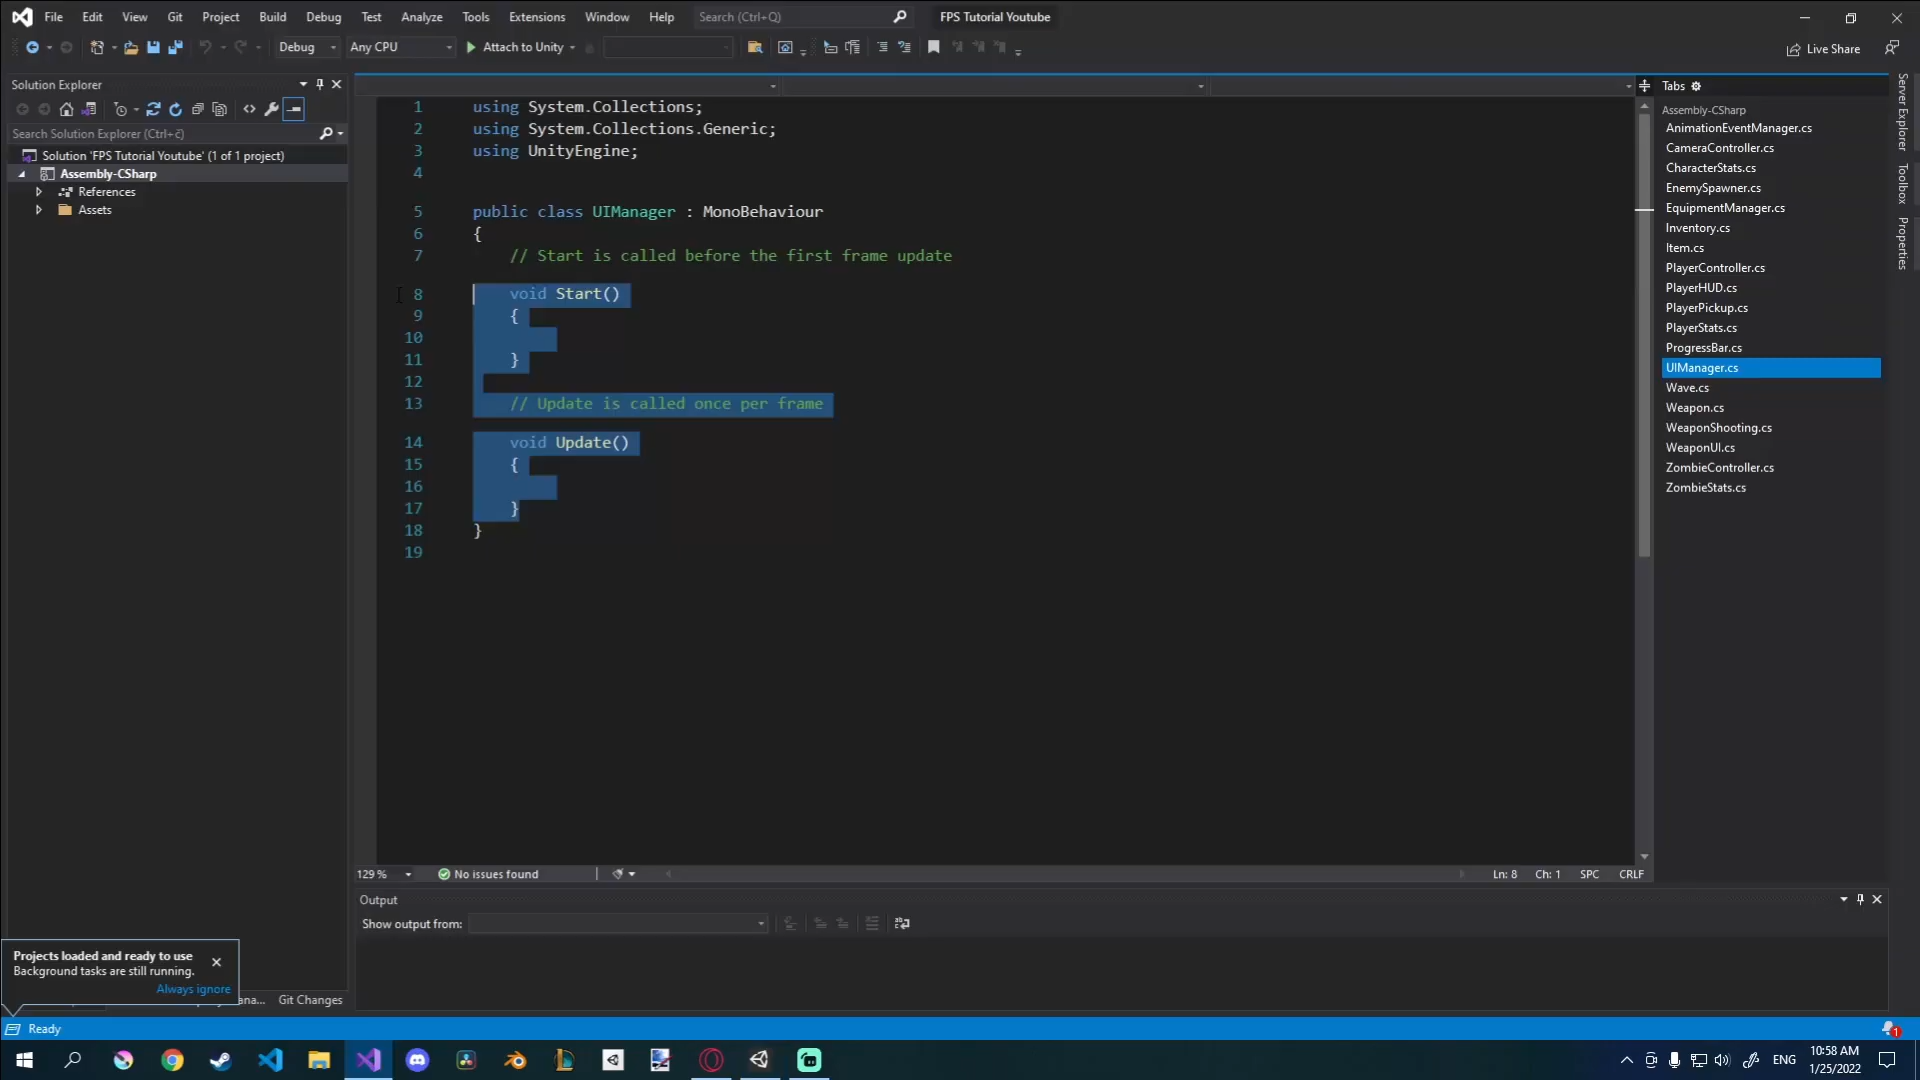 File Edit View Git Project Build Debug Test Analyze Tools Extensions Window Help Search (Ctrl+Q) FPS Tutorial Youtube
Debug Any CPU Attach to Unity Live Share
Solution Explorer
Search Solution Explorer (Ctrl+č)
Solution 'FPS Tutorial Youtube' (1 of 1 project)
Assembly-CSharp
References
Assets
1 using System.Collections;
2 using System.Collections.Generic;
3 using UnityEngine;
4
5 public class UIManager : MonoBehaviour
6 {
7 // Start is called before the first frame update
8 void Start()
9 {
10
11 }
12
13 // Update is called once per frame
14 void Update()
15 {
16
17 }
18 }
19
Tabs
Assembly-CSharp
AnimationEventManager.cs
CameraController.cs
CharacterStats.cs
EnemySpawner.cs
EquipmentManager.cs
Inventory.cs
Item.cs
PlayerController.cs
PlayerHUD.cs
PlayerPickup.cs
PlayerStats.cs
ProgressBar.cs
UIManager.cs
Wave.cs
Weapon.cs
WeaponShooting.cs
WeaponUI.cs
ZombieController.cs
ZombieStats.cs
Server Explorer
Toolbox
Properties
129 % No issues found Ln: 8 Ch: 1 SPC CRLF
Output
Show output from:
Projects loaded and ready to use
Background tasks are still running.
Always ignore
ana... Git Changes
Ready 1
ENG 10:58 AM
1/25/2022